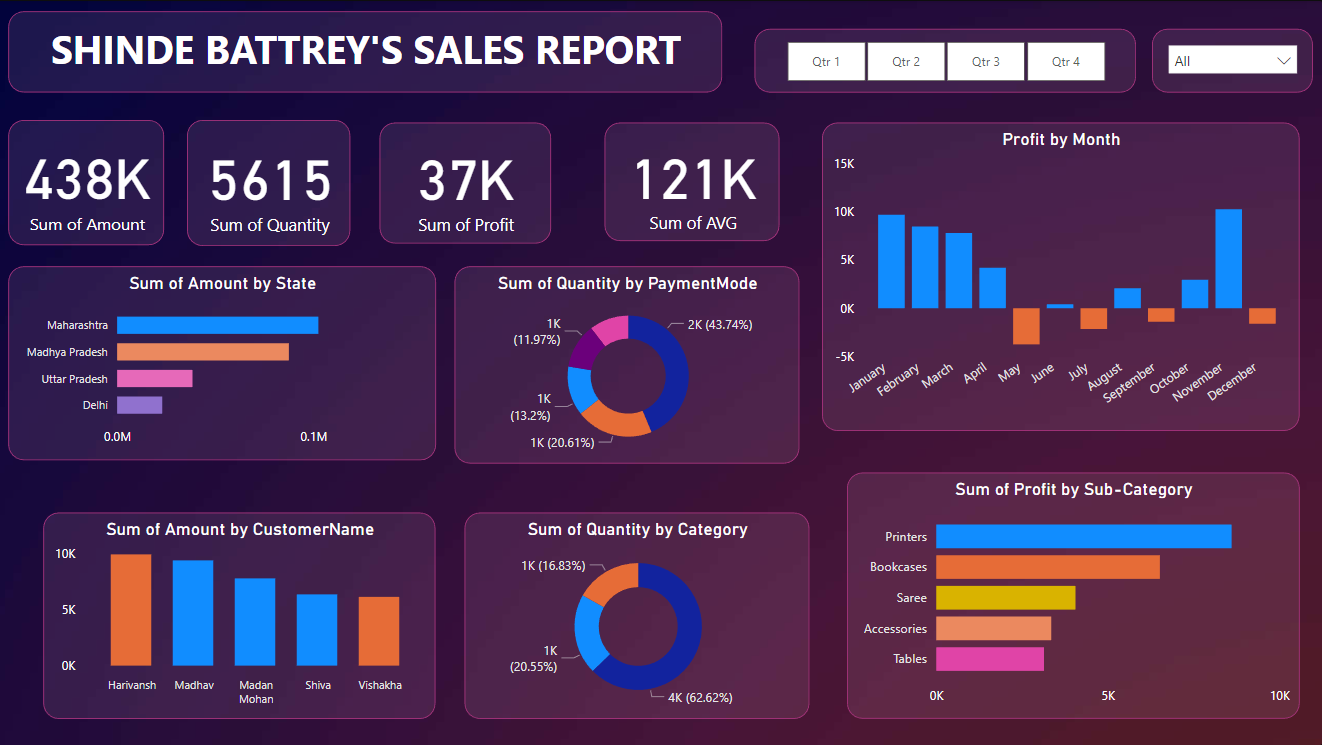 SHINDE BATTREY'S SALES REPORT
Qtr 1
Qtr 2
Qtr 3
Qtr 4
All
438K
Sum of Amount
5615
Sum of Quantity
37K
Sum of Profit
121K
Sum of AVG
Profit by Month
15K
10K
5K
0K
-5K
January
February
March
April
May
June
July
August
September
October
November
December
Sum of Amount by State
Maharashtra
Madhya Pradesh
Uttar Pradesh
Delhi
0.0M
0.1M
Sum of Quantity by PaymentMode
1K
(11.97%)
2K (43.74%)
1K
(13.2%)
1K (20.61%)
Sum of Amount by CustomerName
10K
5K
0K
Harivansh
Madhav
Madan
Mohan
Shiva
Vishakha
Sum of Quantity by Category
1K (16.83%)
1K
(20.55%)
4K (62.62%)
Sum of Profit by Sub-Category
Printers
Bookcases
Saree
Accessories
Tables
0K
5K
10K